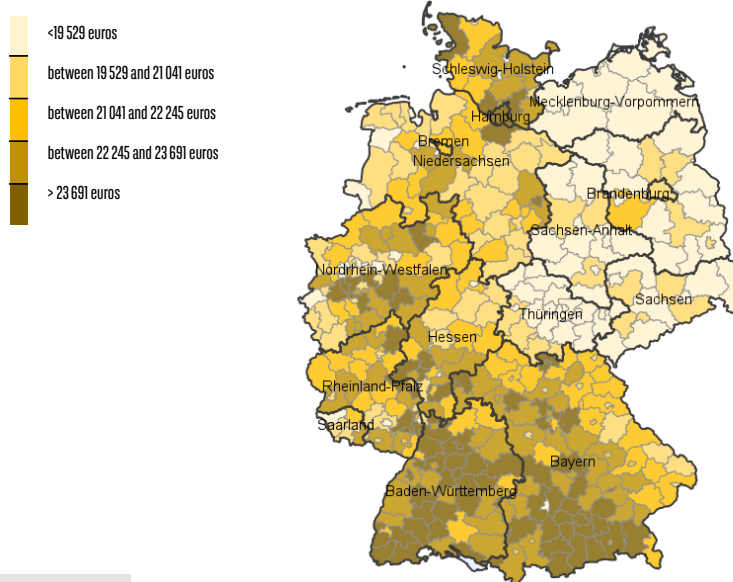 <19 529 euros
between 19 529 and 21 041 euros
between 21 041 and 22 245 euros
between 22 245 and 23 691 euros
> 23 691 euros
Schleswig-Holstein
Mecklenburg-Vorpommern
Hamburg
Bremen
Niedersachsen
Brandenburg
Sachsen-Anhalt
Nordrhein-Westfalen
Sachsen
Thüringen
Hessen
Rheinland-Pfalz
Saarland
Bayern
Baden-Württemberg